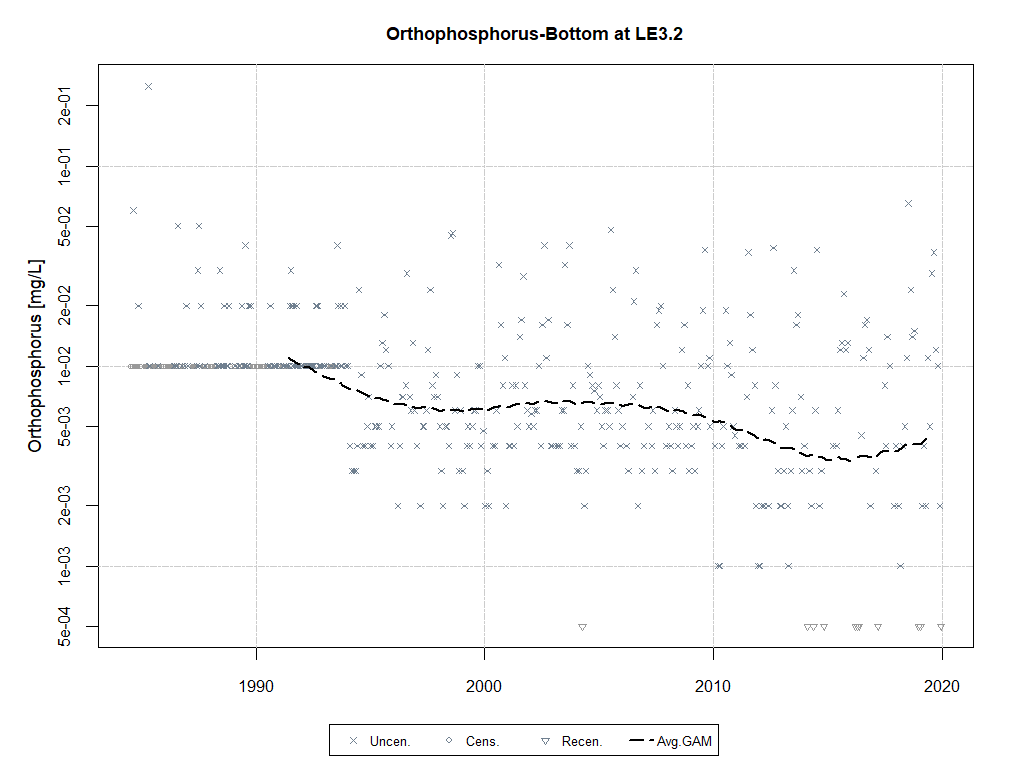 Orthophosphorus-Bottom at LE3.2
Orthophosphorus [mg/L]
2e-01
1e-01
5e-02
2e-02
1e-02
5e-03
2e-03
1e-03
5e-04
1990 2000 2010 2020
Uncen. Cens. Recen. Avg.GAM